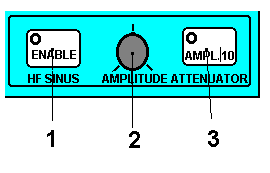 ENABLE AMPL.10
HF SINUS AMPLITUDE ATTENUATOR
1 2 3